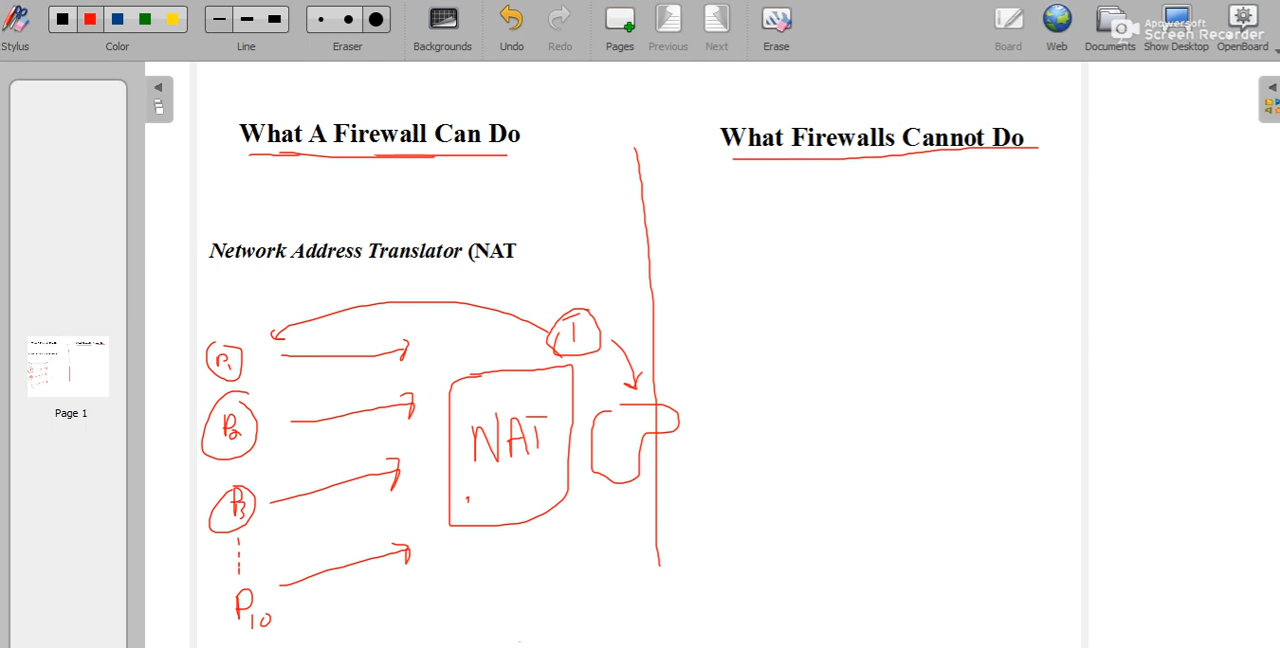 Stylus
Color
Line
Eraser
Backgrounds
Undo
Redo
Pages
Previous
Next
Erase
Board
Web
Documents
Show Desktop
OpenBoard
Apowersoft
Screen Recorder
What A Firewall Can Do
What Firewalls Cannot Do
Network Address Translator (NAT
1
P1
P2
NAT
P3
P10
Page 1